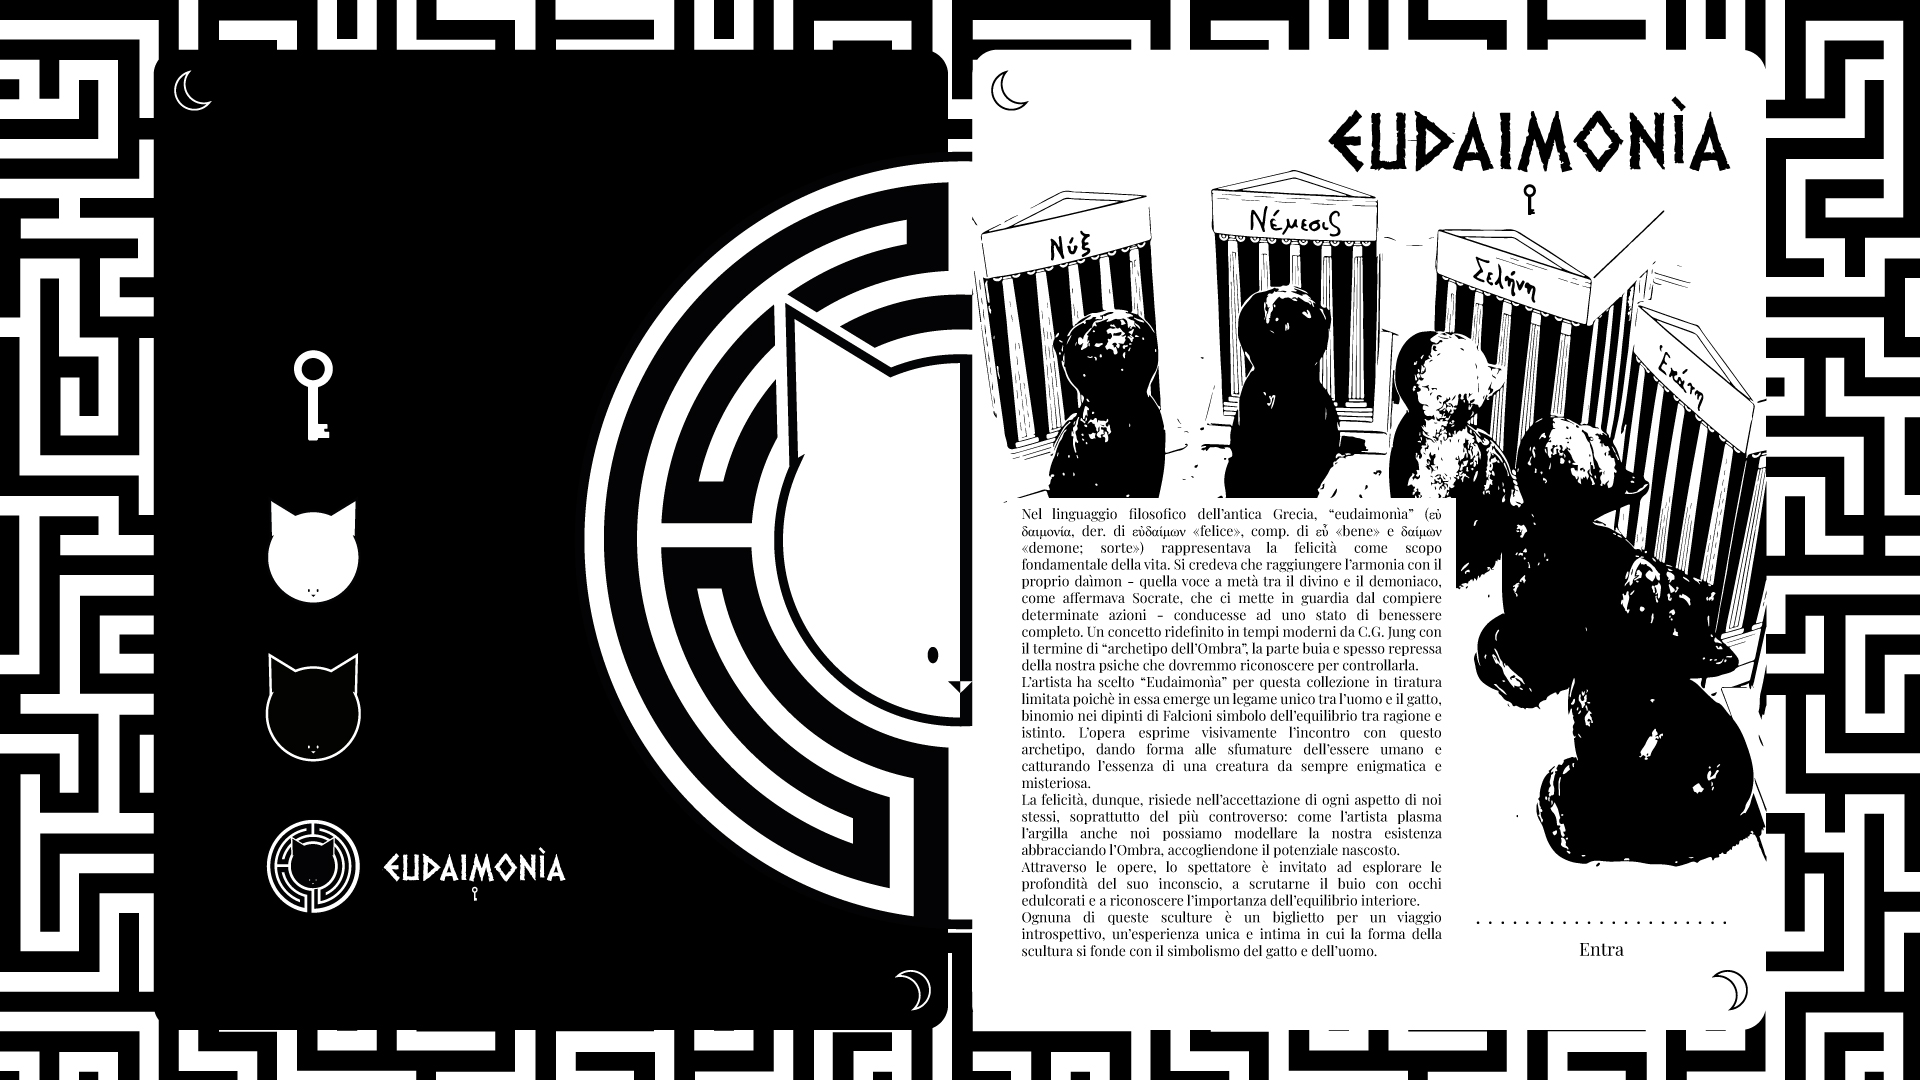 EUDAIMONÌA
EUDAIMONÌA
Νύξ
Νέμεσις
Σελήνη
Ἑκάτη
Nel linguaggio filosofico dell’antica Grecia, “eudaimonìa” (εὐ
δαιμονία, der. di εὐδαίμων «felice», comp. di εὖ «bene» e δαίμων
«demone; sorte») rappresentava la felicità come scopo
fondamentale della vita. Si credeva che raggiungere l’armonia con il
proprio daìmon - quella voce a metà tra il divino e il demoniaco,
come affermava Socrate, che ci mette in guardia dal compiere
determinate azioni - conducesse ad uno stato di benessere
completo. Un concetto ridefinito in tempi moderni da C.G. Jung con
il termine di “archetipo dell’Ombra”, la parte buia e spesso repressa
della nostra psiche che dovremmo riconoscere per controllarla.
L’artista ha scelto “Eudaimonìa” per questa collezione in tiratura
limitata poichè in essa emerge un legame unico tra l’uomo e il gatto,
binomio nei dipinti di Falcioni simbolo dell’equilibrio tra ragione e
istinto. L’opera esprime visivamente l’incontro con questo
archetipo, dando forma alle sfumature dell’essere umano e
catturando l’essenza di una creatura da sempre enigmatica e
misteriosa.
La felicità, dunque, risiede nell’accettazione di ogni aspetto di noi
stessi, soprattutto del più controverso: come l’artista plasma
l’argilla anche noi possiamo modellare la nostra esistenza
abbracciando l’Ombra, accogliendone il potenziale nascosto.
Attraverso le opere, lo spettatore è invitato ad esplorare le
profondità del suo inconscio, a scrutarne il buio con occhi
edulcorati e a riconoscere l’importanza dell’equilibrio interiore.
Ognuna di queste sculture è un biglietto per un viaggio
introspettivo, un’esperienza unica e intima in cui la forma della
scultura si fonde con il simbolismo del gatto e dell’uomo.
Entra